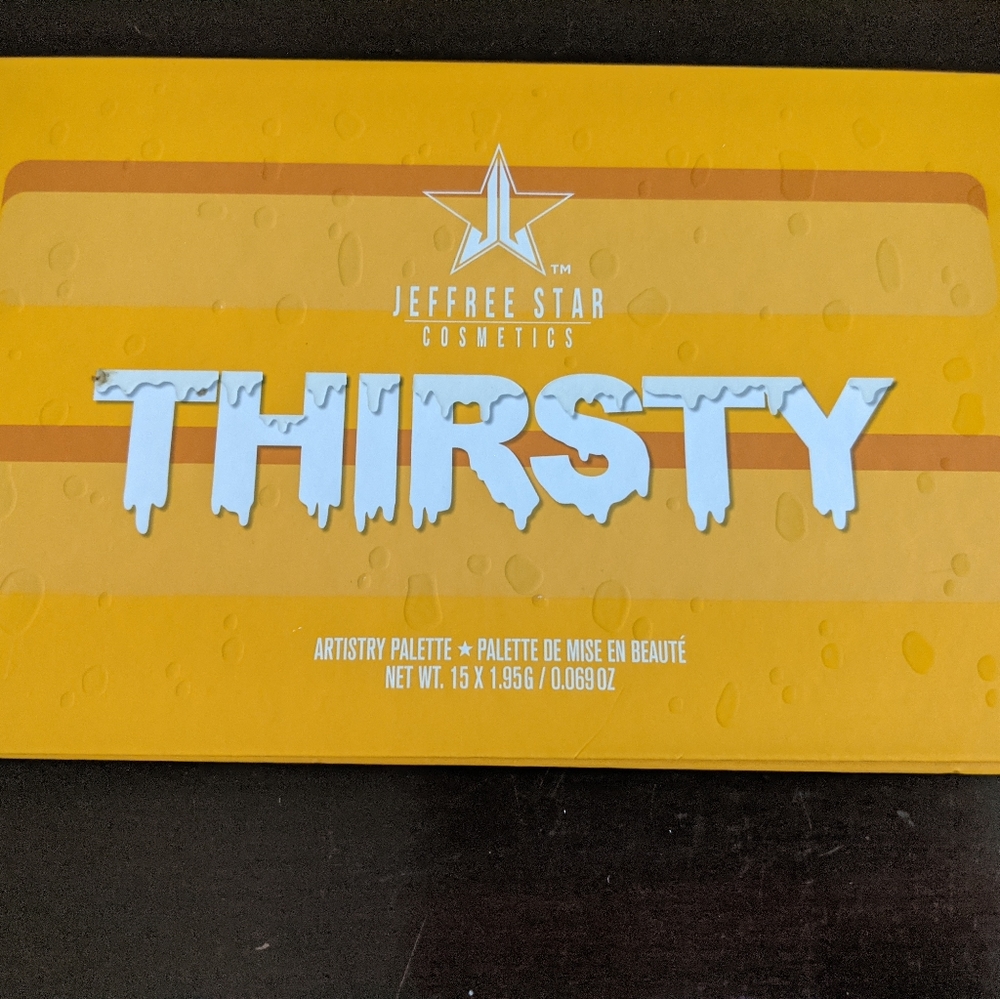 TM
JEFFREE STAR
COSMETICS
THIRSTY
ARTISTRY PALETTE ★ PALETTE DE MISE EN BEAUTÉ
NET WT. 15 X 1.95G / 0.069 OZ